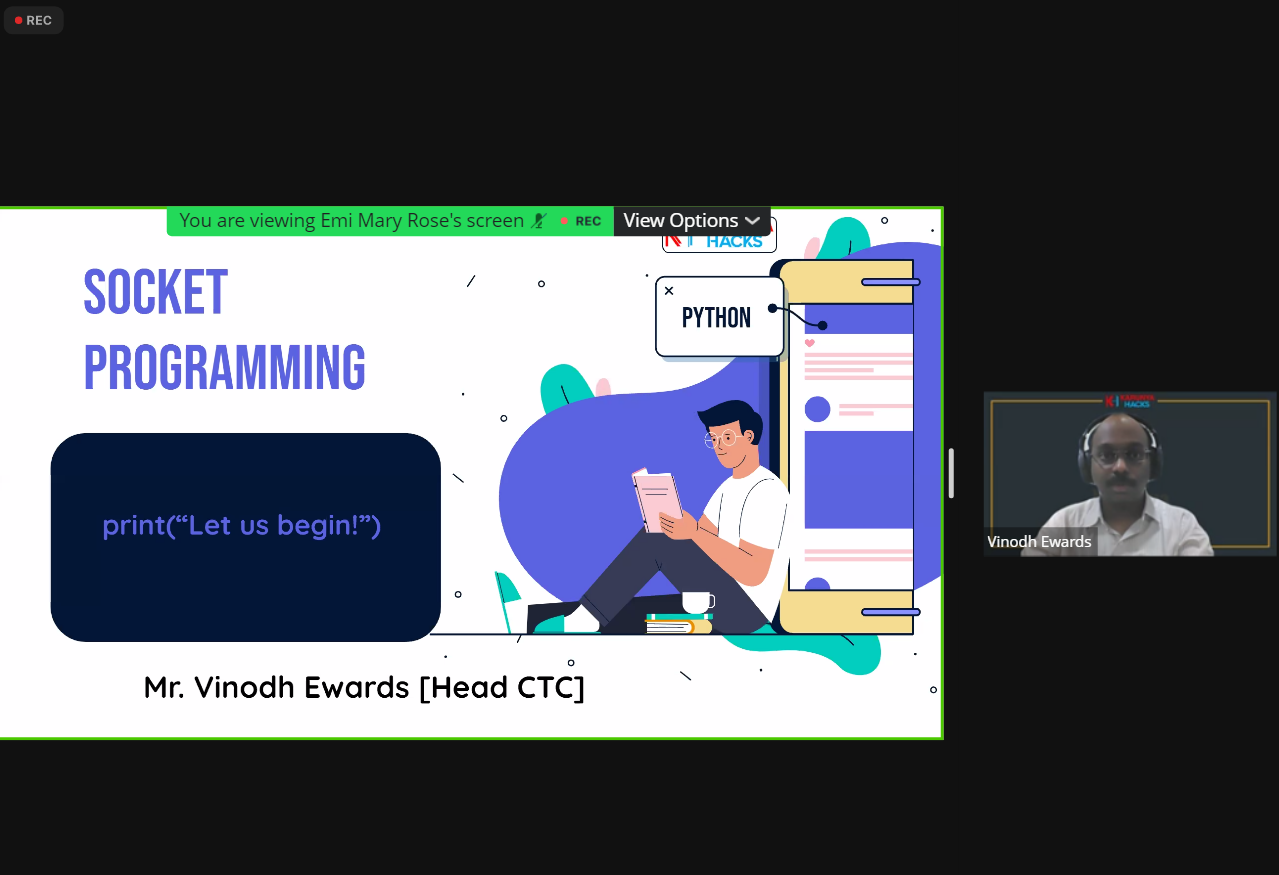 REC
You are viewing Emi Mary Rose's screen
REC
View Options
HACKS
SOCKET
PROGRAMMING
PYTHON
print(“Let us begin!”)
Mr. Vinodh Ewards [Head CTC]
HACKS
Vinodh Ewards